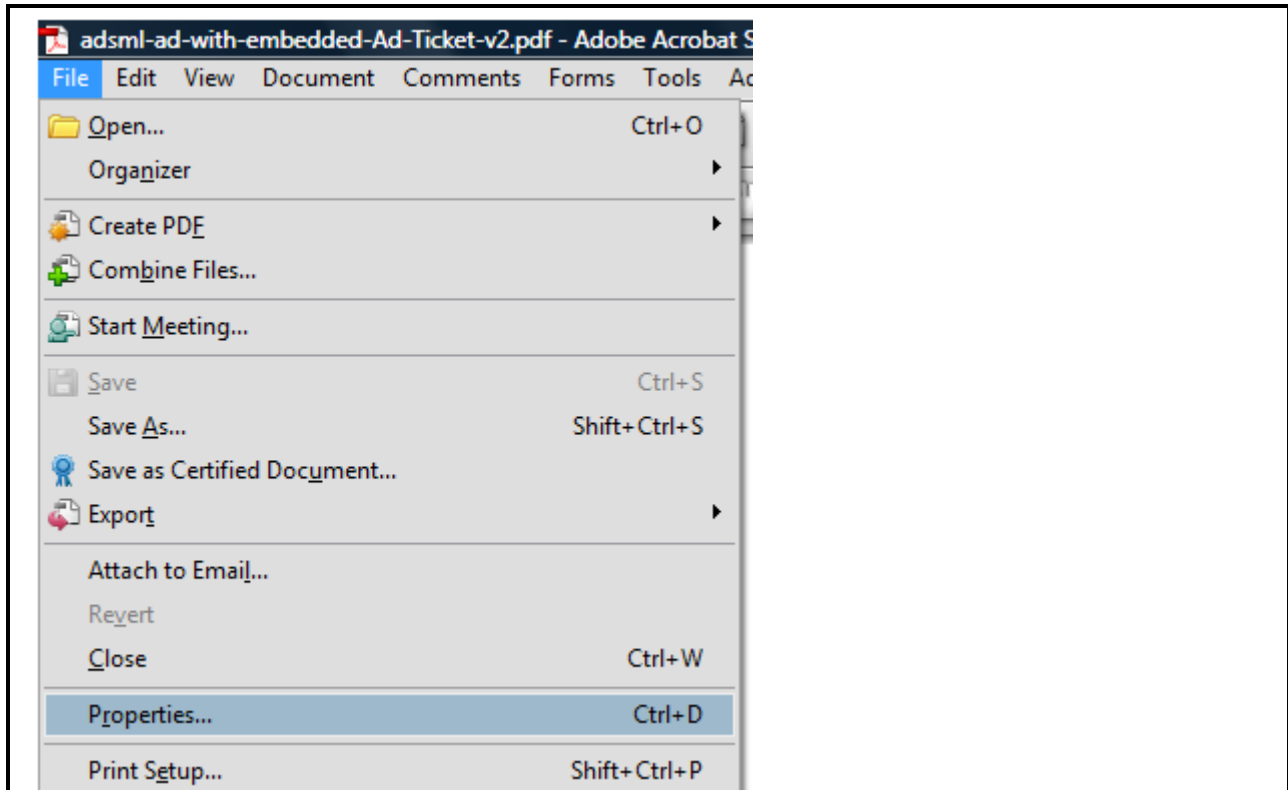 adsml-ad-with-embedded-Ad-Ticket-v2.pdf - Adobe Acrobat S
File Edit View Document Comments Forms Tools Ad
Open... Ctrl+O
Organizer
Create PDF
Combine Files...
Start Meeting...
Save Ctrl+S
Save As... Shift+Ctrl+S
Save as Certified Document...
Export
Attach to Email...
Revert
Close Ctrl+W
Properties... Ctrl+D
Print Setup... Shift+Ctrl+P